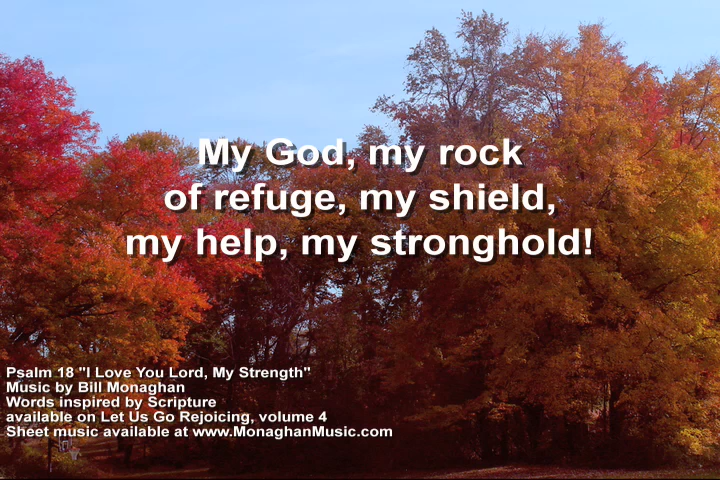 My God, my rock
of refuge, my shield,
my help, my stronghold!
Psalm 18 "I Love You Lord, My Strength"
Music by Bill Monaghan
Words inspired by Scripture
available on Let Us Go Rejoicing, volume 4
Sheet music available at www.MonaghanMusic.com